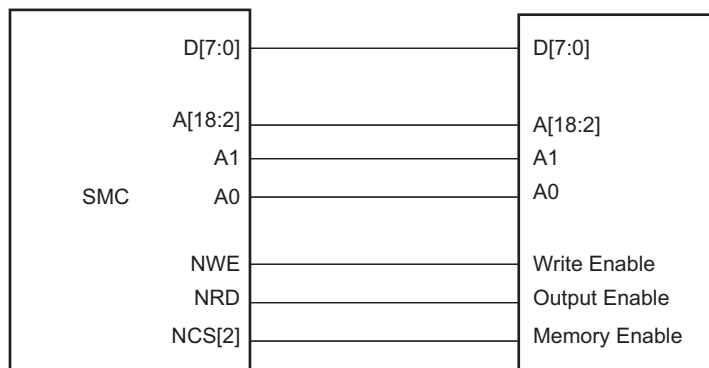 D[7:0] D[7:0]
A[18:2] A[18:2]
A1 A1
SMC A0 A0
NWE Write Enable
NRD Output Enable
NCS[2] Memory Enable